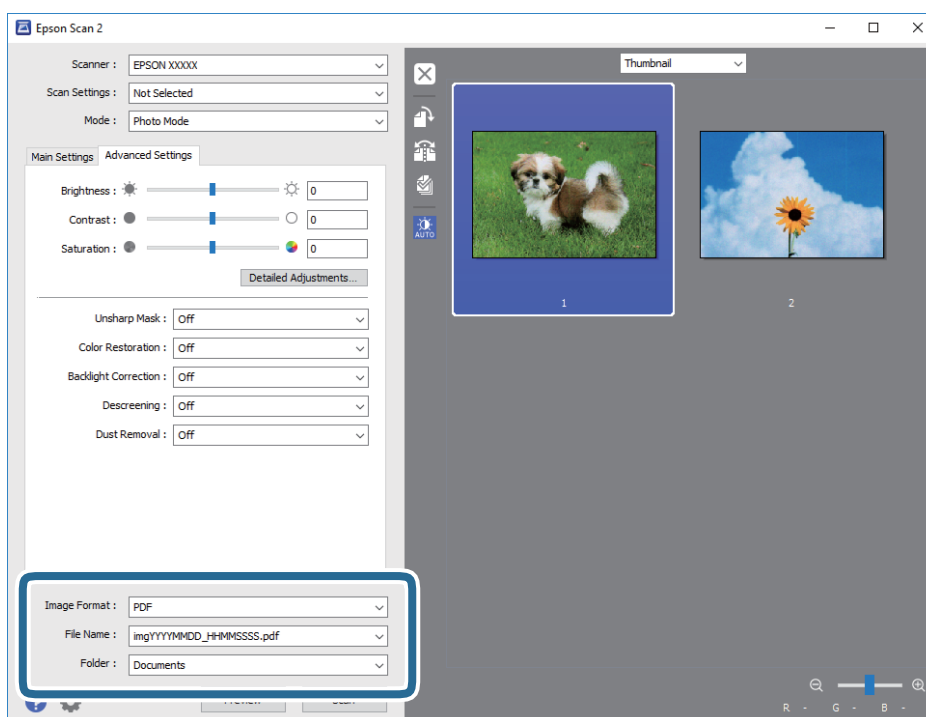 Epson Scan 2
Scanner : EPSON XXXXX
Scan Settings : Not Selected
Mode : Photo Mode
Main Settings Advanced Settings
Brightness : 0
Contrast : 0
Saturation : 0
Detailed Adjustments...
Unsharp Mask : Off
Color Restoration : Off
Backlight Correction : Off
Descreening : Off
Dust Removal : Off
Image Format : PDF
File Name : imgYYYYMMDD_HHMMSSSS.pdf
Folder : Documents
Thumbnail
AUTO
1
2
R - G - B -